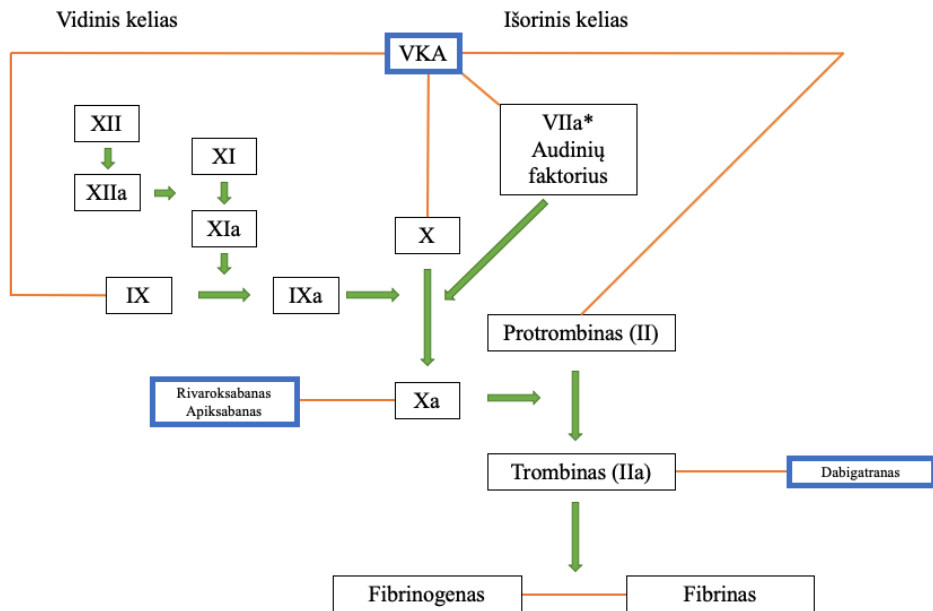 Vidinis kelias
Išorinis kelias
VKA
XII
XI
VIIa*
Audinių
faktorius
XIIa
XIa
X
IX
IXa
Protrombinas (II)
Rivaroksabanas
Apiksabanas
Xa
Trombinas (IIa)
Dabigatranas
Fibrinogenas
Fibrinas